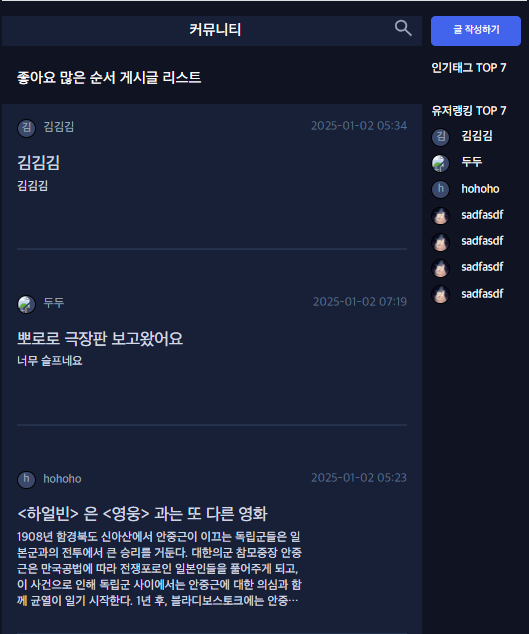 커뮤니티
글 작성하기
좋아요 많은 순서 게시글 리스트
김 김김김
2025-01-02 05:34
김김김
김김김
두두
2025-01-02 07:19
뽀로로 극장판 보고왔어요
너무 슬프네요
h hohoho
2025-01-02 05:23
<하얼빈> 은 <영웅> 과는 또 다른 영화
1908년 함경북도 신아산에서 안중근이 이끄는 독립군들은 일
본군과의 전투에서 큰 승리를 거둔다. 대한의군 참모중장 안중
근은 만국공법에 따라 전쟁포로인 일본인들을 풀어주게 되고,
이 사건으로 인해 독립군 사이에서는 안중근에 대한 의심과 함
께 균열이 일기 시작한다. 1년 후, 블라디보스토크에는 안중…
인기태그 TOP 7
유저랭킹 TOP 7
김 김김김
두두
h hohoho
sadfasdf
sadfasdf
sadfasdf
sadfasdf